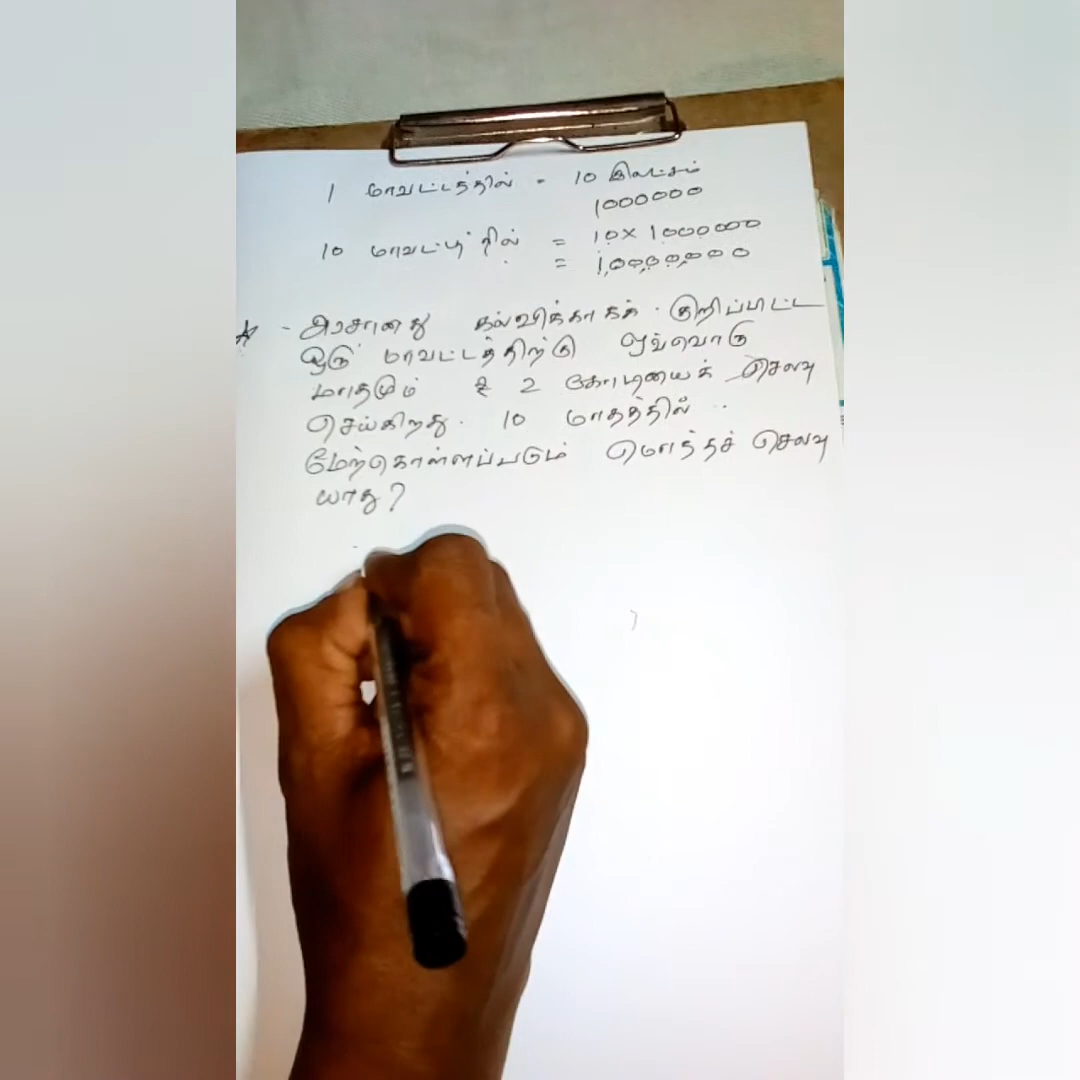 1 மாவட்டத்தில் - 10 இலட்சம்
1000000
10 மாவட்டத்தில் = 10 x 1000000
= 1,00,00,000
* - அரசானது கல்விக்காகக் குறிப்பிட்ட
ஒரு மாவட்டத்திற்கு ஒவ்வொரு
மாதமும் ₹ 2 கோடியைச் செலவு
செய்கிறது. 10 மாதத்தில்
மேற்கொள்ளப்படும் மொத்தச் செலவு
யாது?